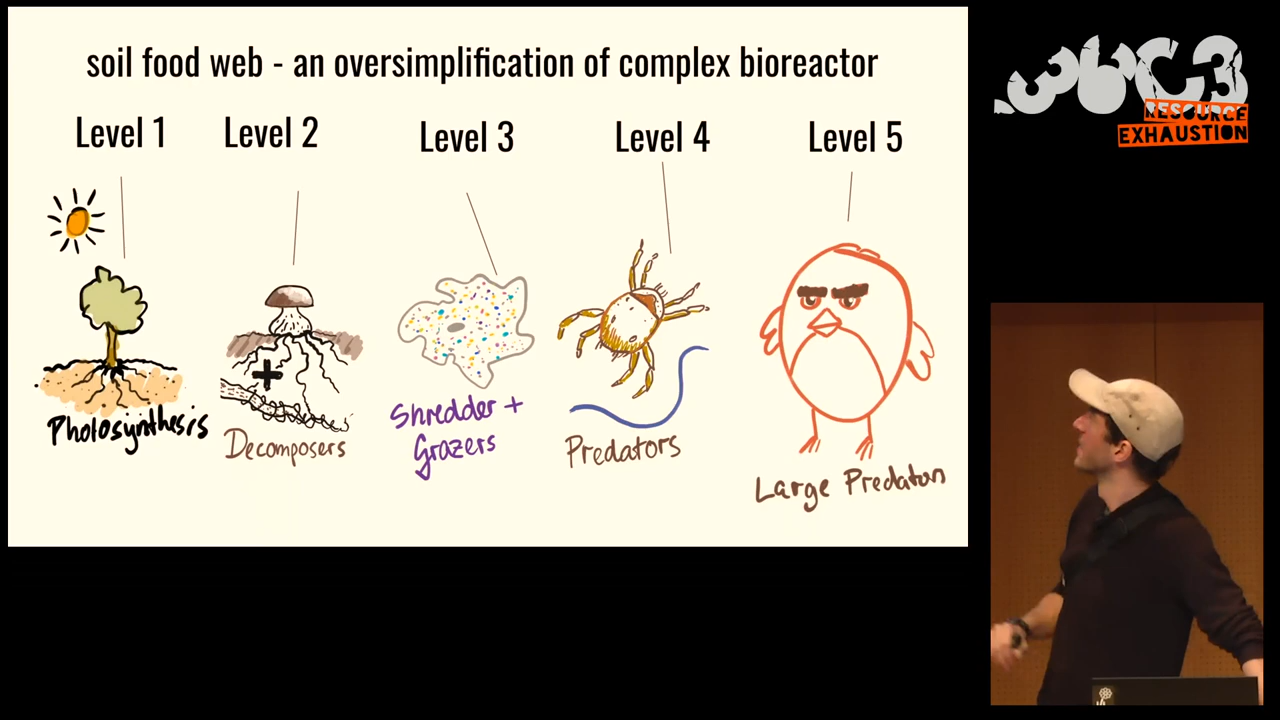 soil food web - an oversimplification of complex bioreactor
Level 1
Level 2
Level 3
Level 4
Level 5
Photosynthesis
Decomposers
Shredder +
Grazers
Predators
Large Predators
36C3
RESOURCE
EXHAUSTION